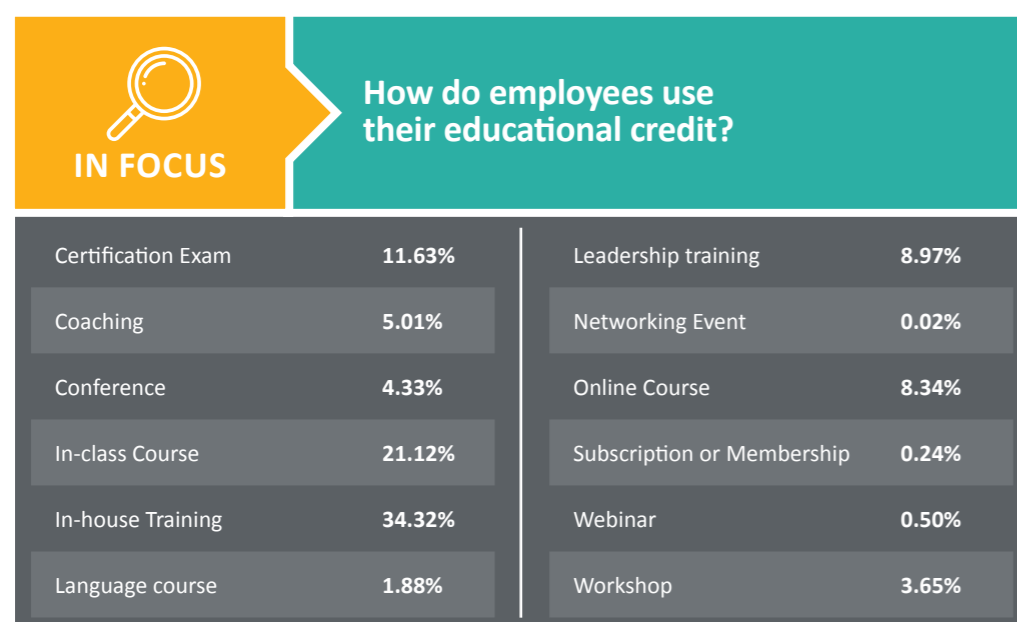 IN FOCUS
How do employees use
their educational credit?
Certification Exam 11.63%
Coaching 5.01%
Conference 4.33%
In-class Course 21.12%
In-house Training 34.32%
Language course 1.88%
Leadership training 8.97%
Networking Event 0.02%
Online Course 8.34%
Subscription or Membership 0.24%
Webinar 0.50%
Workshop 3.65%